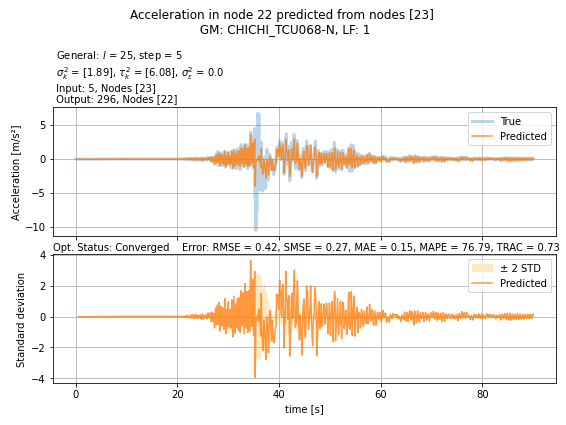 Acceleration in node 22 predicted from nodes [23]
GM: CHICHI_TCU068-N, LF: 1
General: l = 25, step = 5
σ²ₖ = [1.89], τ²ₖ = [6.08], σ²ε = 0.0
Input: 5, Nodes [23]
Output: 296, Nodes [22]
Acceleration [m/s²]
5
0
−5
−10
True
Predicted
Opt. Status: Converged    Error: RMSE = 0.42, SMSE = 0.27, MAE = 0.15, MAPE = 76.79, TRAC = 0.73
Standard deviation
4
2
0
−2
−4
± 2 STD
Predicted
0 20 40 60 80
time [s]